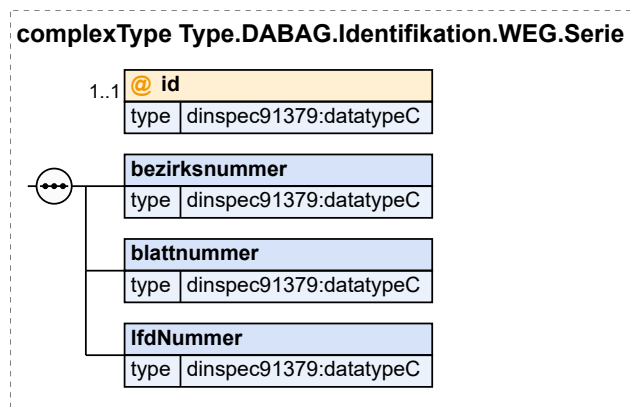 complexType Type.DABAG.Identifikation.WEG.Serie
1..1 @ id
type dinspec91379:datatypeC
bezirksnummer
type dinspec91379:datatypeC
blattnummer
type dinspec91379:datatypeC
lfdNummer
type dinspec91379:datatypeC